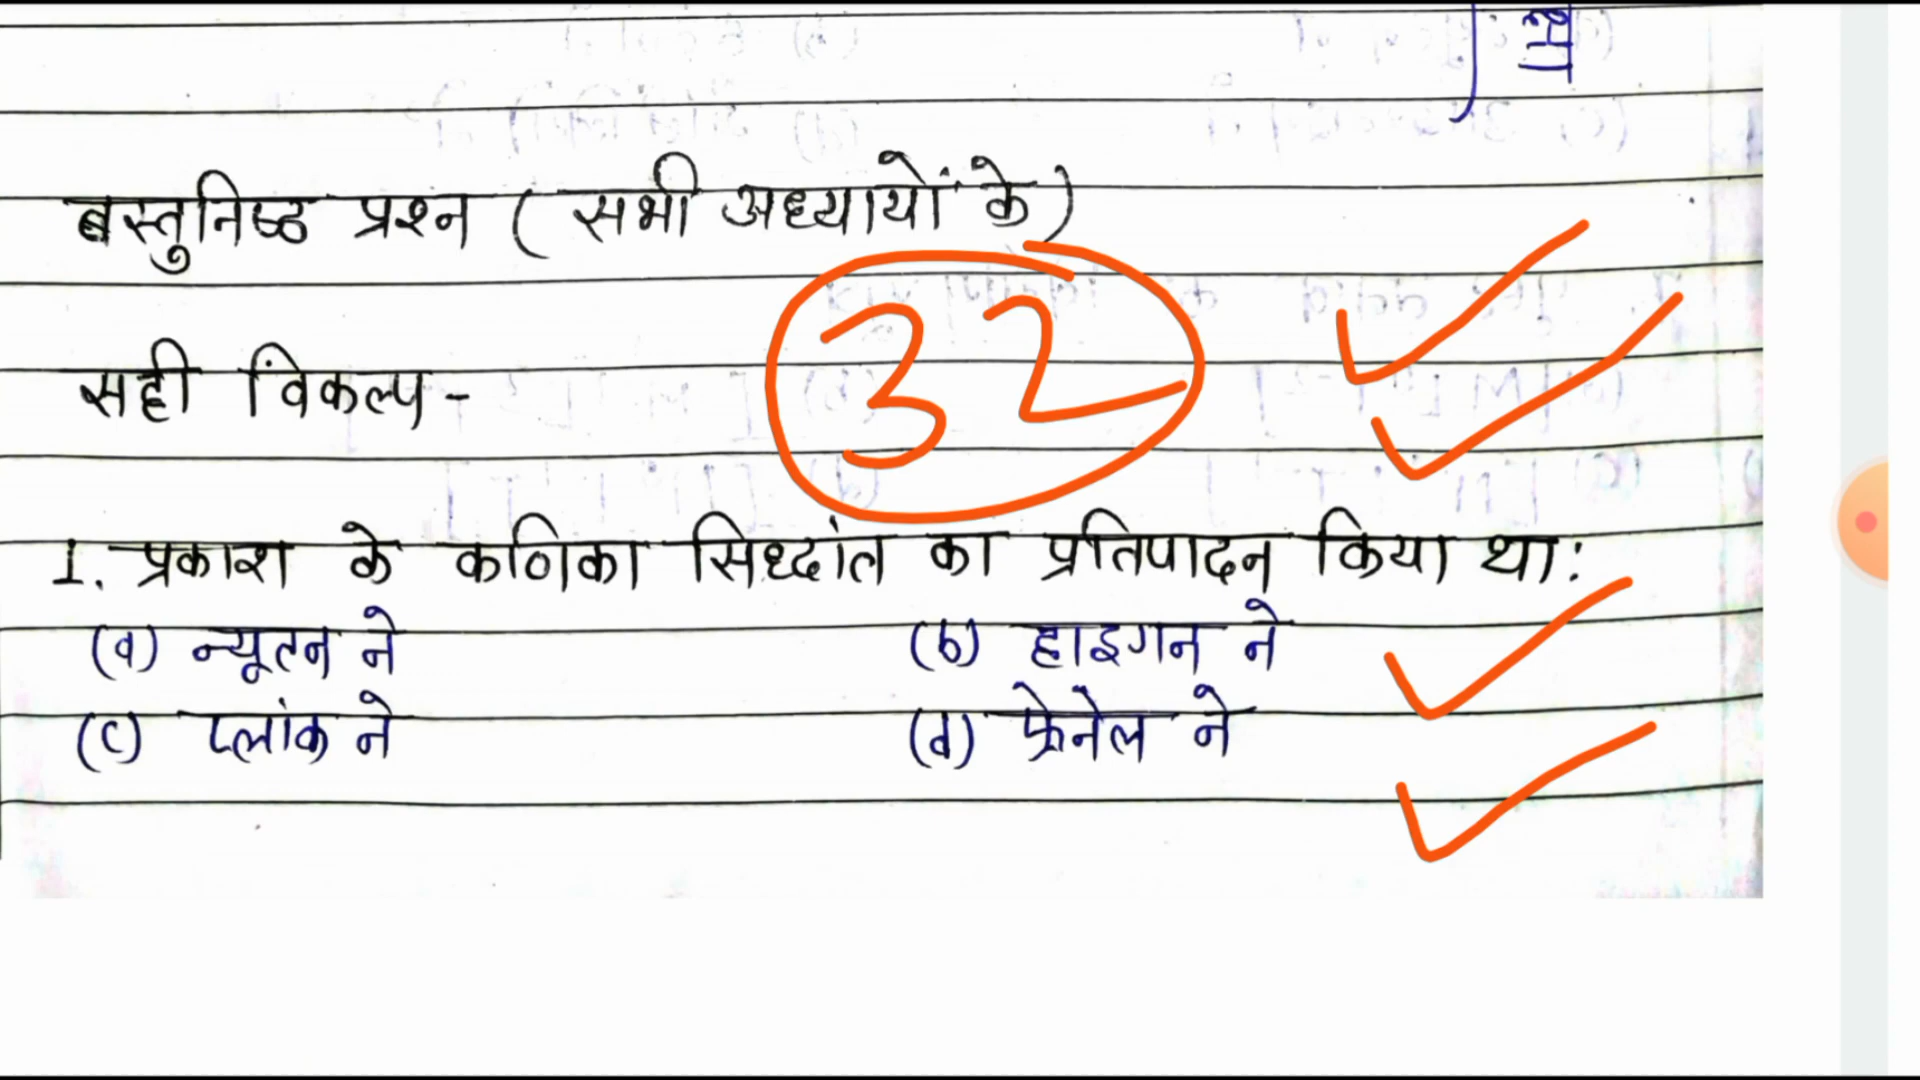 बस्तुनिष्ठ प्रश्न ( सभी अध्यायों के )
सही विकल्प -
32
1. प्रकाश के कणिका सिध्दांत का प्रतिपादन किया था :
(a) न्यूटन ने (b) हाइगन ने
(c) प्लांक ने (d) फ्रेनेल ने